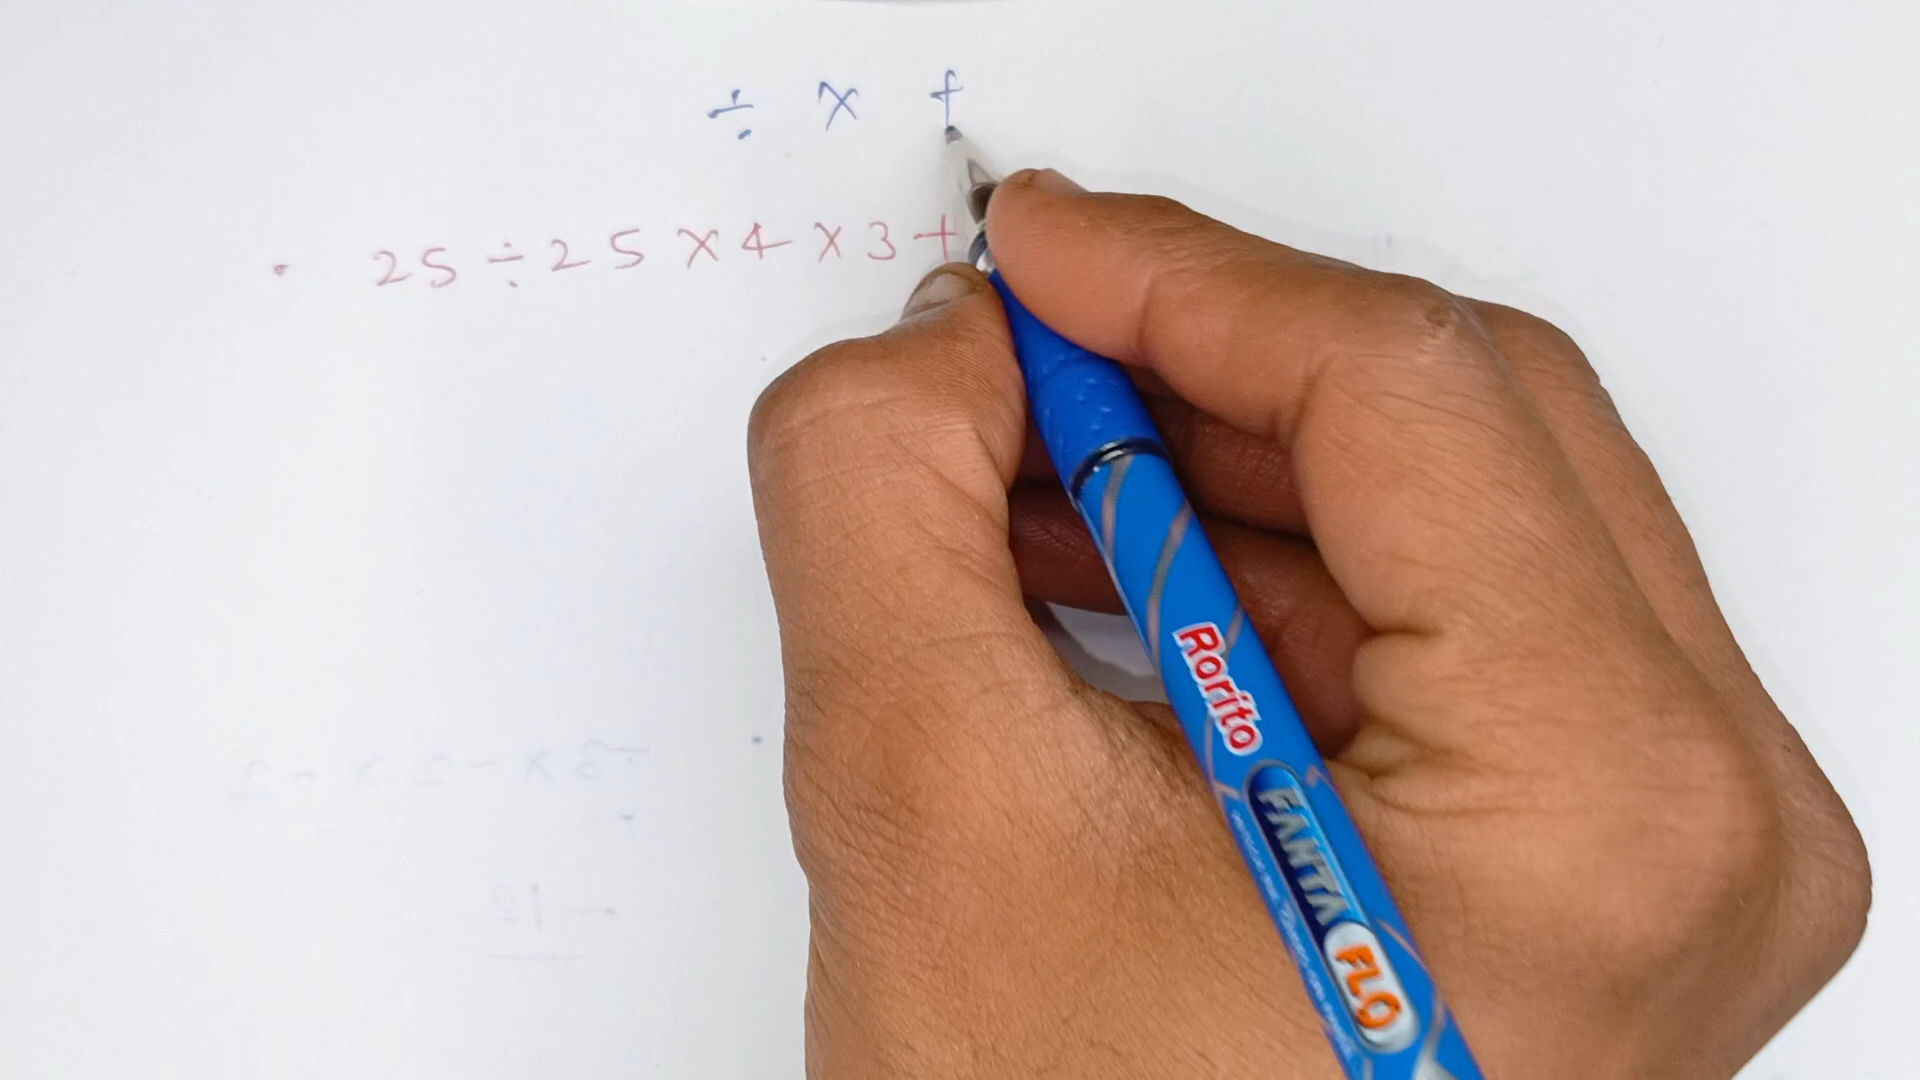 ÷ × +
25 ÷ 25 × 4 × 3 +
Rorito
FANTA FLO